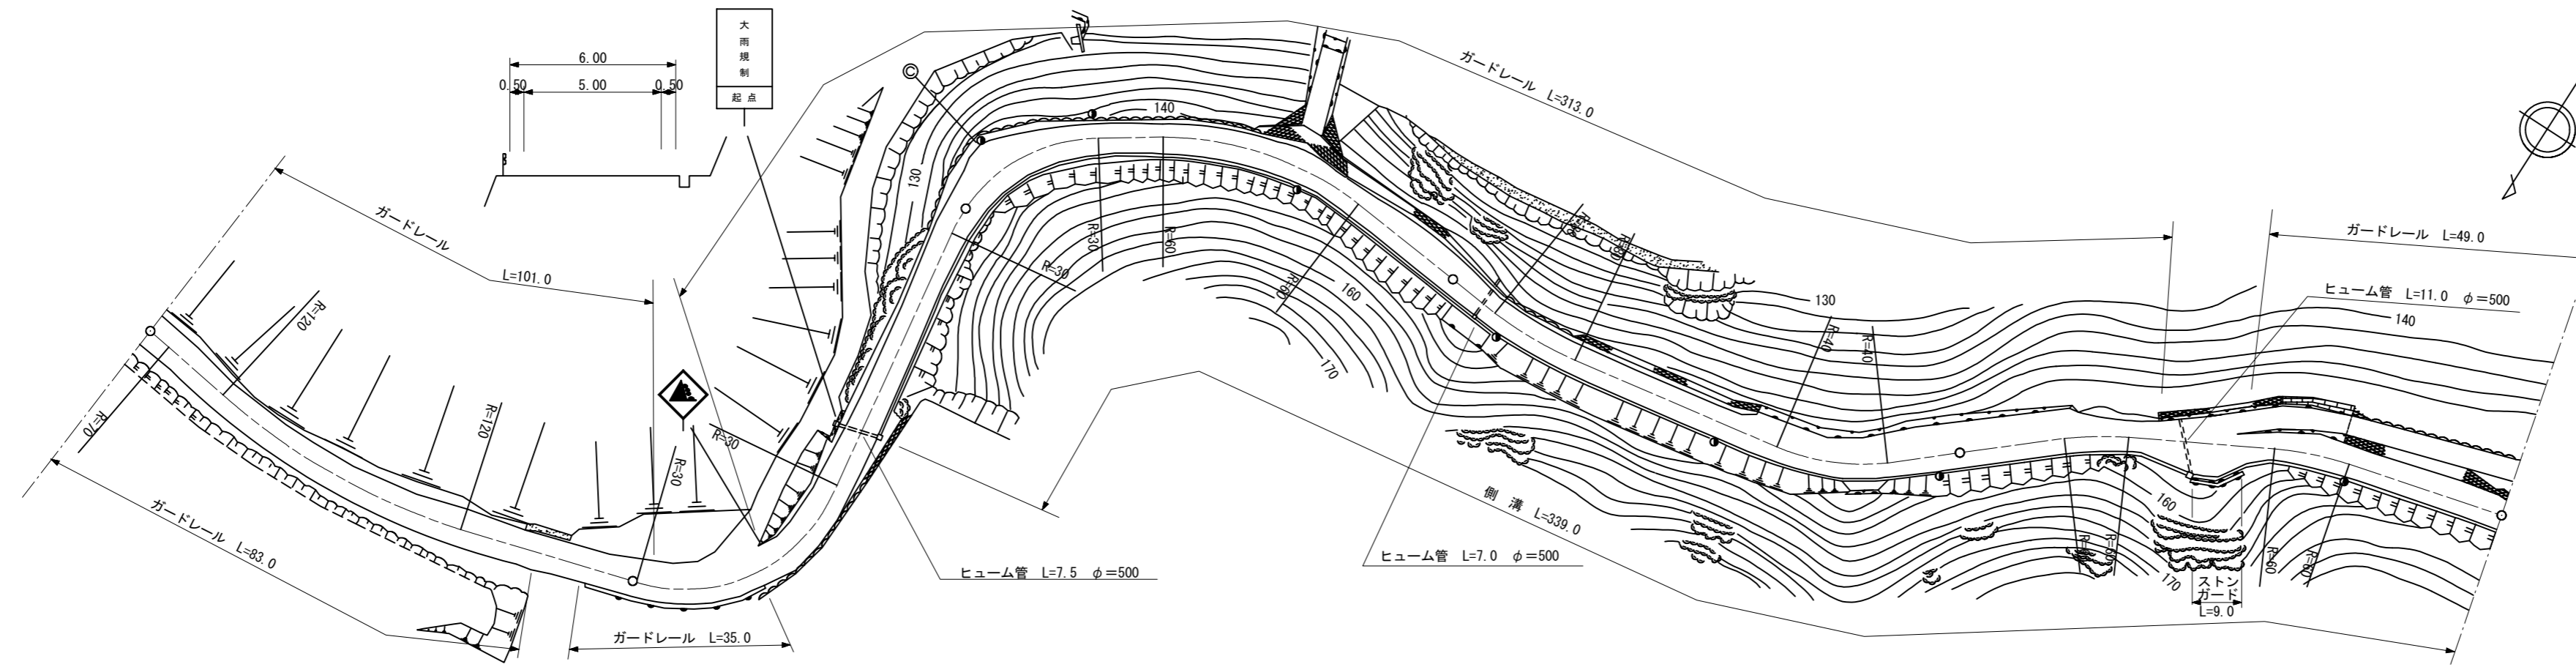 大
雨
規
制
起 点
6.00
0.50
5.00
0.50
ガードレール L=313.0
ガードレール
L=101.0
ガードレール L=49.0
ヒューム管 L=11.0 φ=500
140
130
R=30
R=60
R=30
R=60
160
170
R=60
130
140
R=40
R=40
R=120
R=120
R=70
R=30
R=30
ガードレール L=83.0
ガードレール L=35.0
ヒューム管 L=7.5 φ=500
ヒューム管 L=7.0 φ=500
側 溝 L=339.0
R=60
160
170
R=60
ストン
ガード
L=9.0